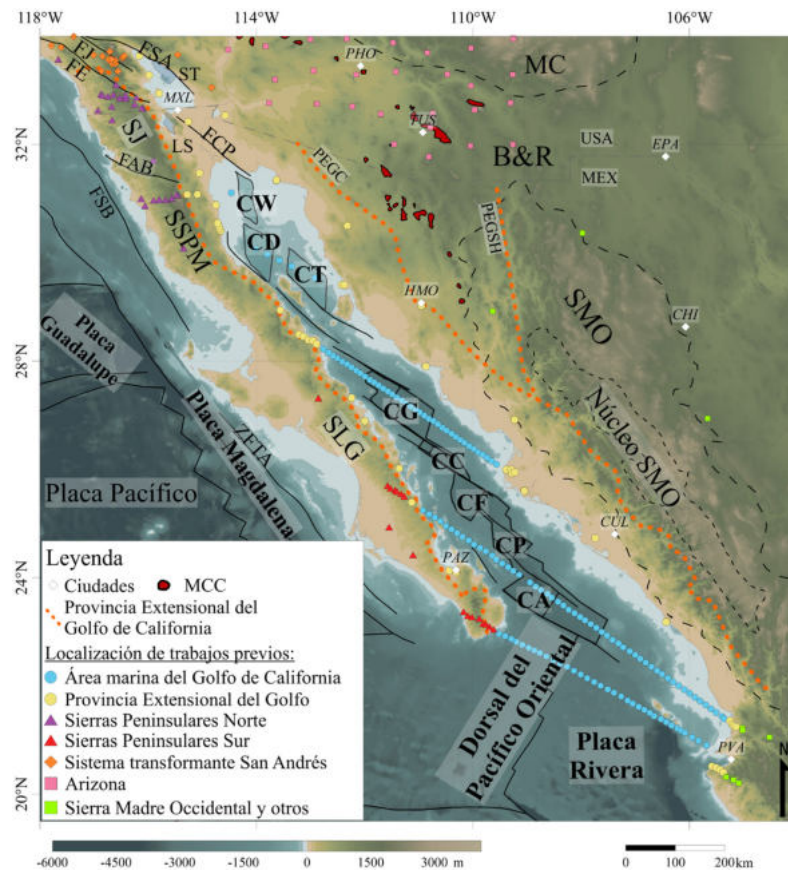 118°W 114°W 110°W 106°W
PHO
MC
FSA
EJ
ST
FE
MXL
TUS
32°N
SJ
LS
ECP
B&R
USA
EPA
FAB
PEGC
MEX
FSB
CW
SSPM
PEGSH
CD
CT
HMO
SMO
CHI
Placa
Guadalupe
28°N
CG
Núcleo SMO
Placa Magdalena
ZFTA
SLG
CC
Placa Pacífico
CF
CP
CUL
Leyenda
PAZ
24°N
Ciudades MCC
CA
Provincia Extensional del
Golfo de California
Localización de trabajos previos:
Área marina del Golfo de California
Provincia Extensional del Golfo
Sierras Peninsulares Norte
Sierras Peninsulares Sur
Sistema transformante San Andrés
Arizona
Sierra Madre Occidental y otros
Dorsal del
Pacífico Oriental
Placa
Rivera
PVA
N
20°N
-6000 -4500 -3000 -1500 0 1500 3000 m
0 100 200 km